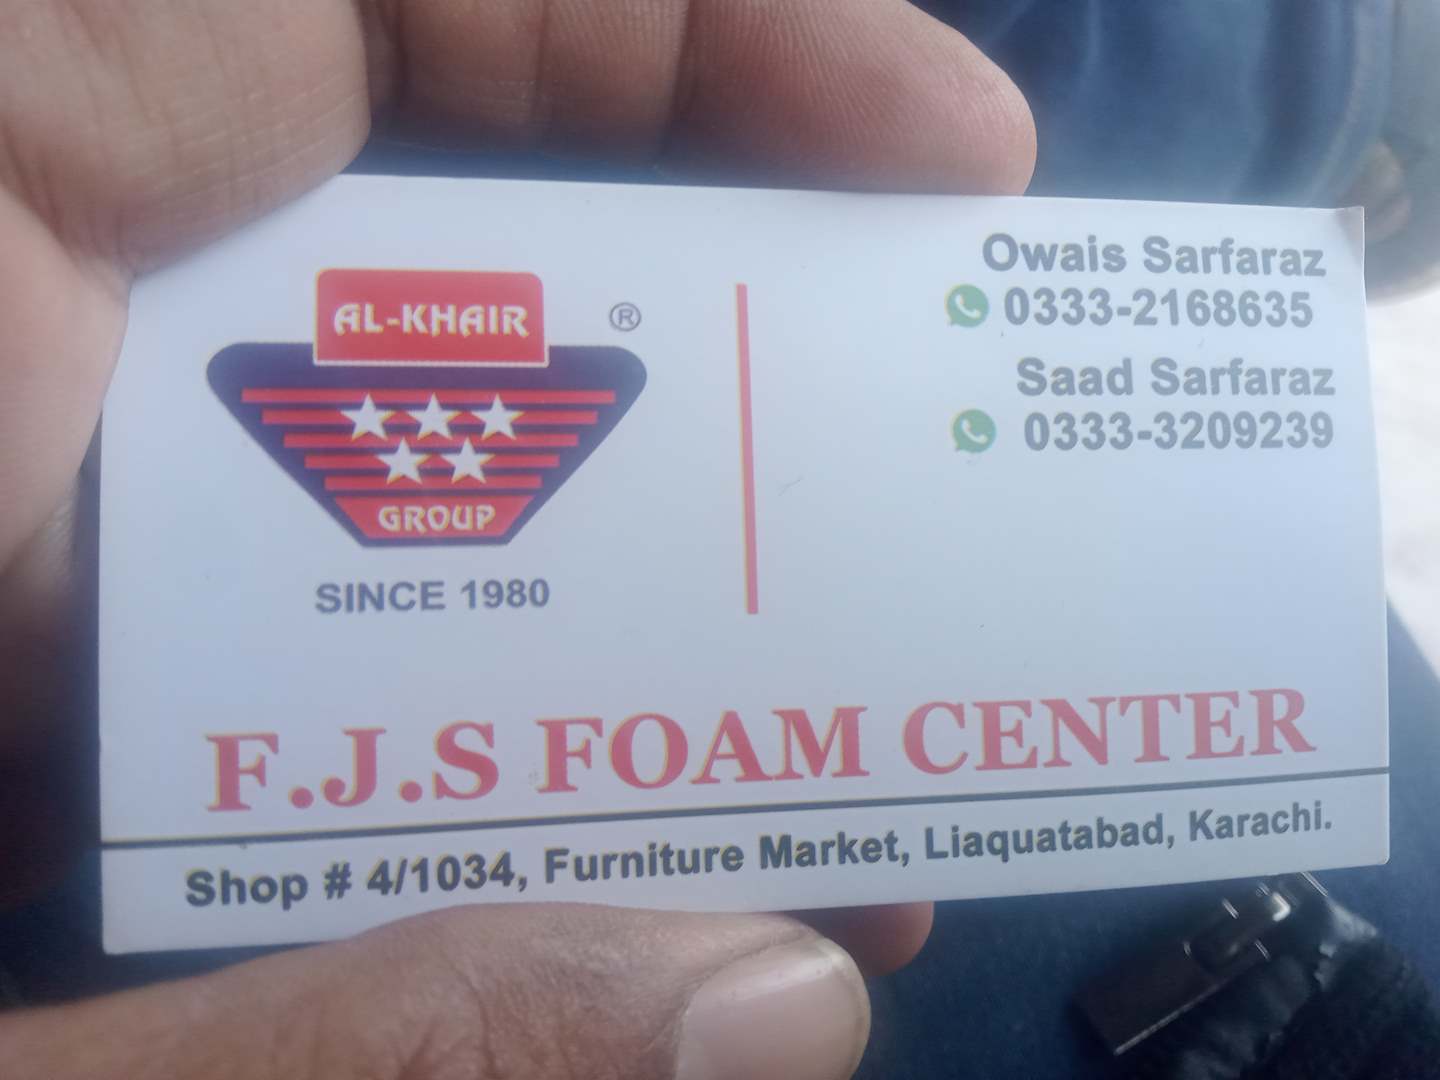 AL-KHAIR
®
GROUP
SINCE 1980
Owais Sarfaraz
0333-2168635
Saad Sarfaraz
0333-3209239
F.J.S FOAM CENTER
Shop # 4/1034, Furniture Market, Liaquatabad, Karachi.